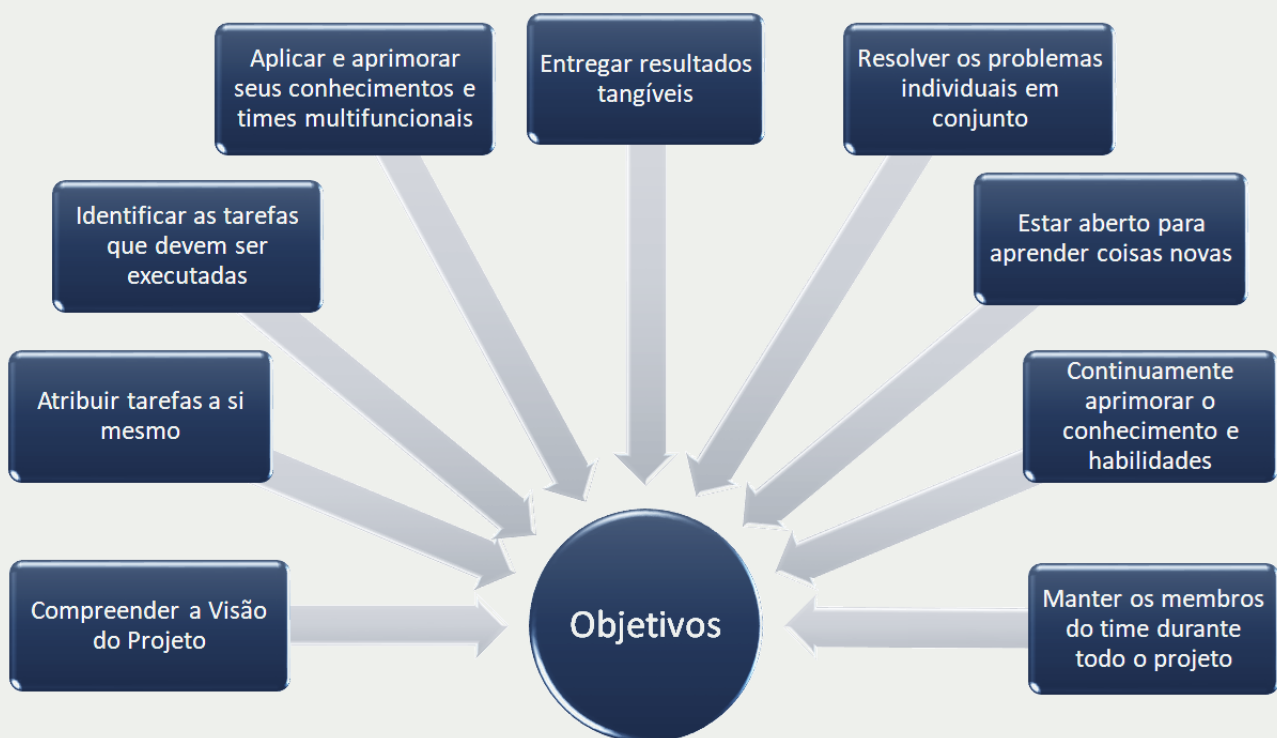 Aplicar e aprimorar
seus conhecimentos e
times multifuncionais
Entregar resultados
tangíveis
Resolver os problemas
individuais em
conjunto
Identificar as tarefas
que devem ser
executadas
Estar aberto para
aprender coisas novas
Atribuir tarefas a si
mesmo
Continuamente
aprimorar o
conhecimento e
habilidades
Compreender a Visão
do Projeto
Objetivos
Manter os membros
do time durante
todo o projeto